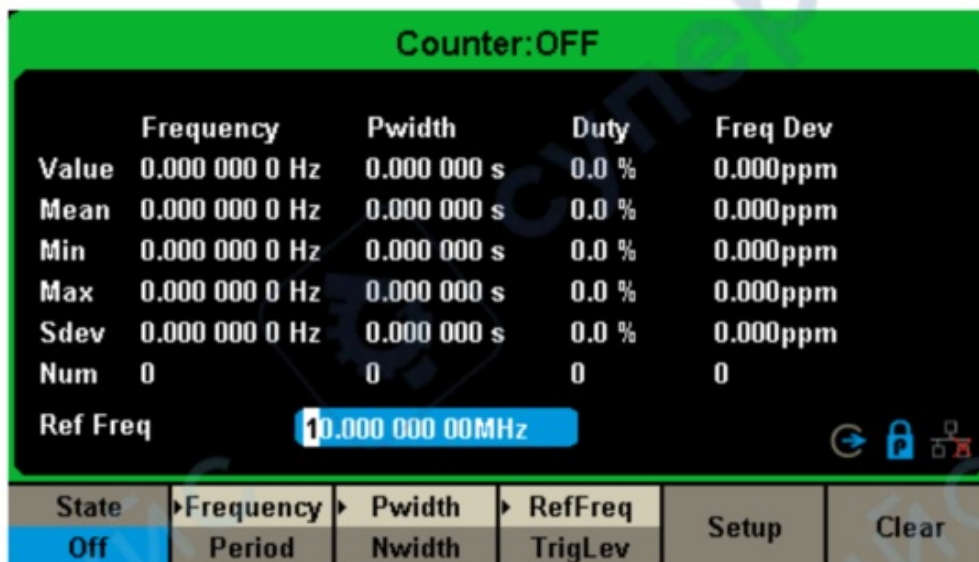 Counter:OFF
Frequency Pwidth Duty Freq Dev
Value 0.000 000 0 Hz 0.000 000 s 0.0 % 0.000ppm
Mean 0.000 000 0 Hz 0.000 000 s 0.0 % 0.000ppm
Min 0.000 000 0 Hz 0.000 000 s 0.0 % 0.000ppm
Max 0.000 000 0 Hz 0.000 000 s 0.0 % 0.000ppm
Sdev 0.000 000 0 Hz 0.000 000 s 0.0 % 0.000ppm
Num 0 0 0 0
Ref Freq 10.000 000 00MHz
P
State Frequency Pwidth RefFreq Setup Clear
Off Period Nwidth TrigLev
супер